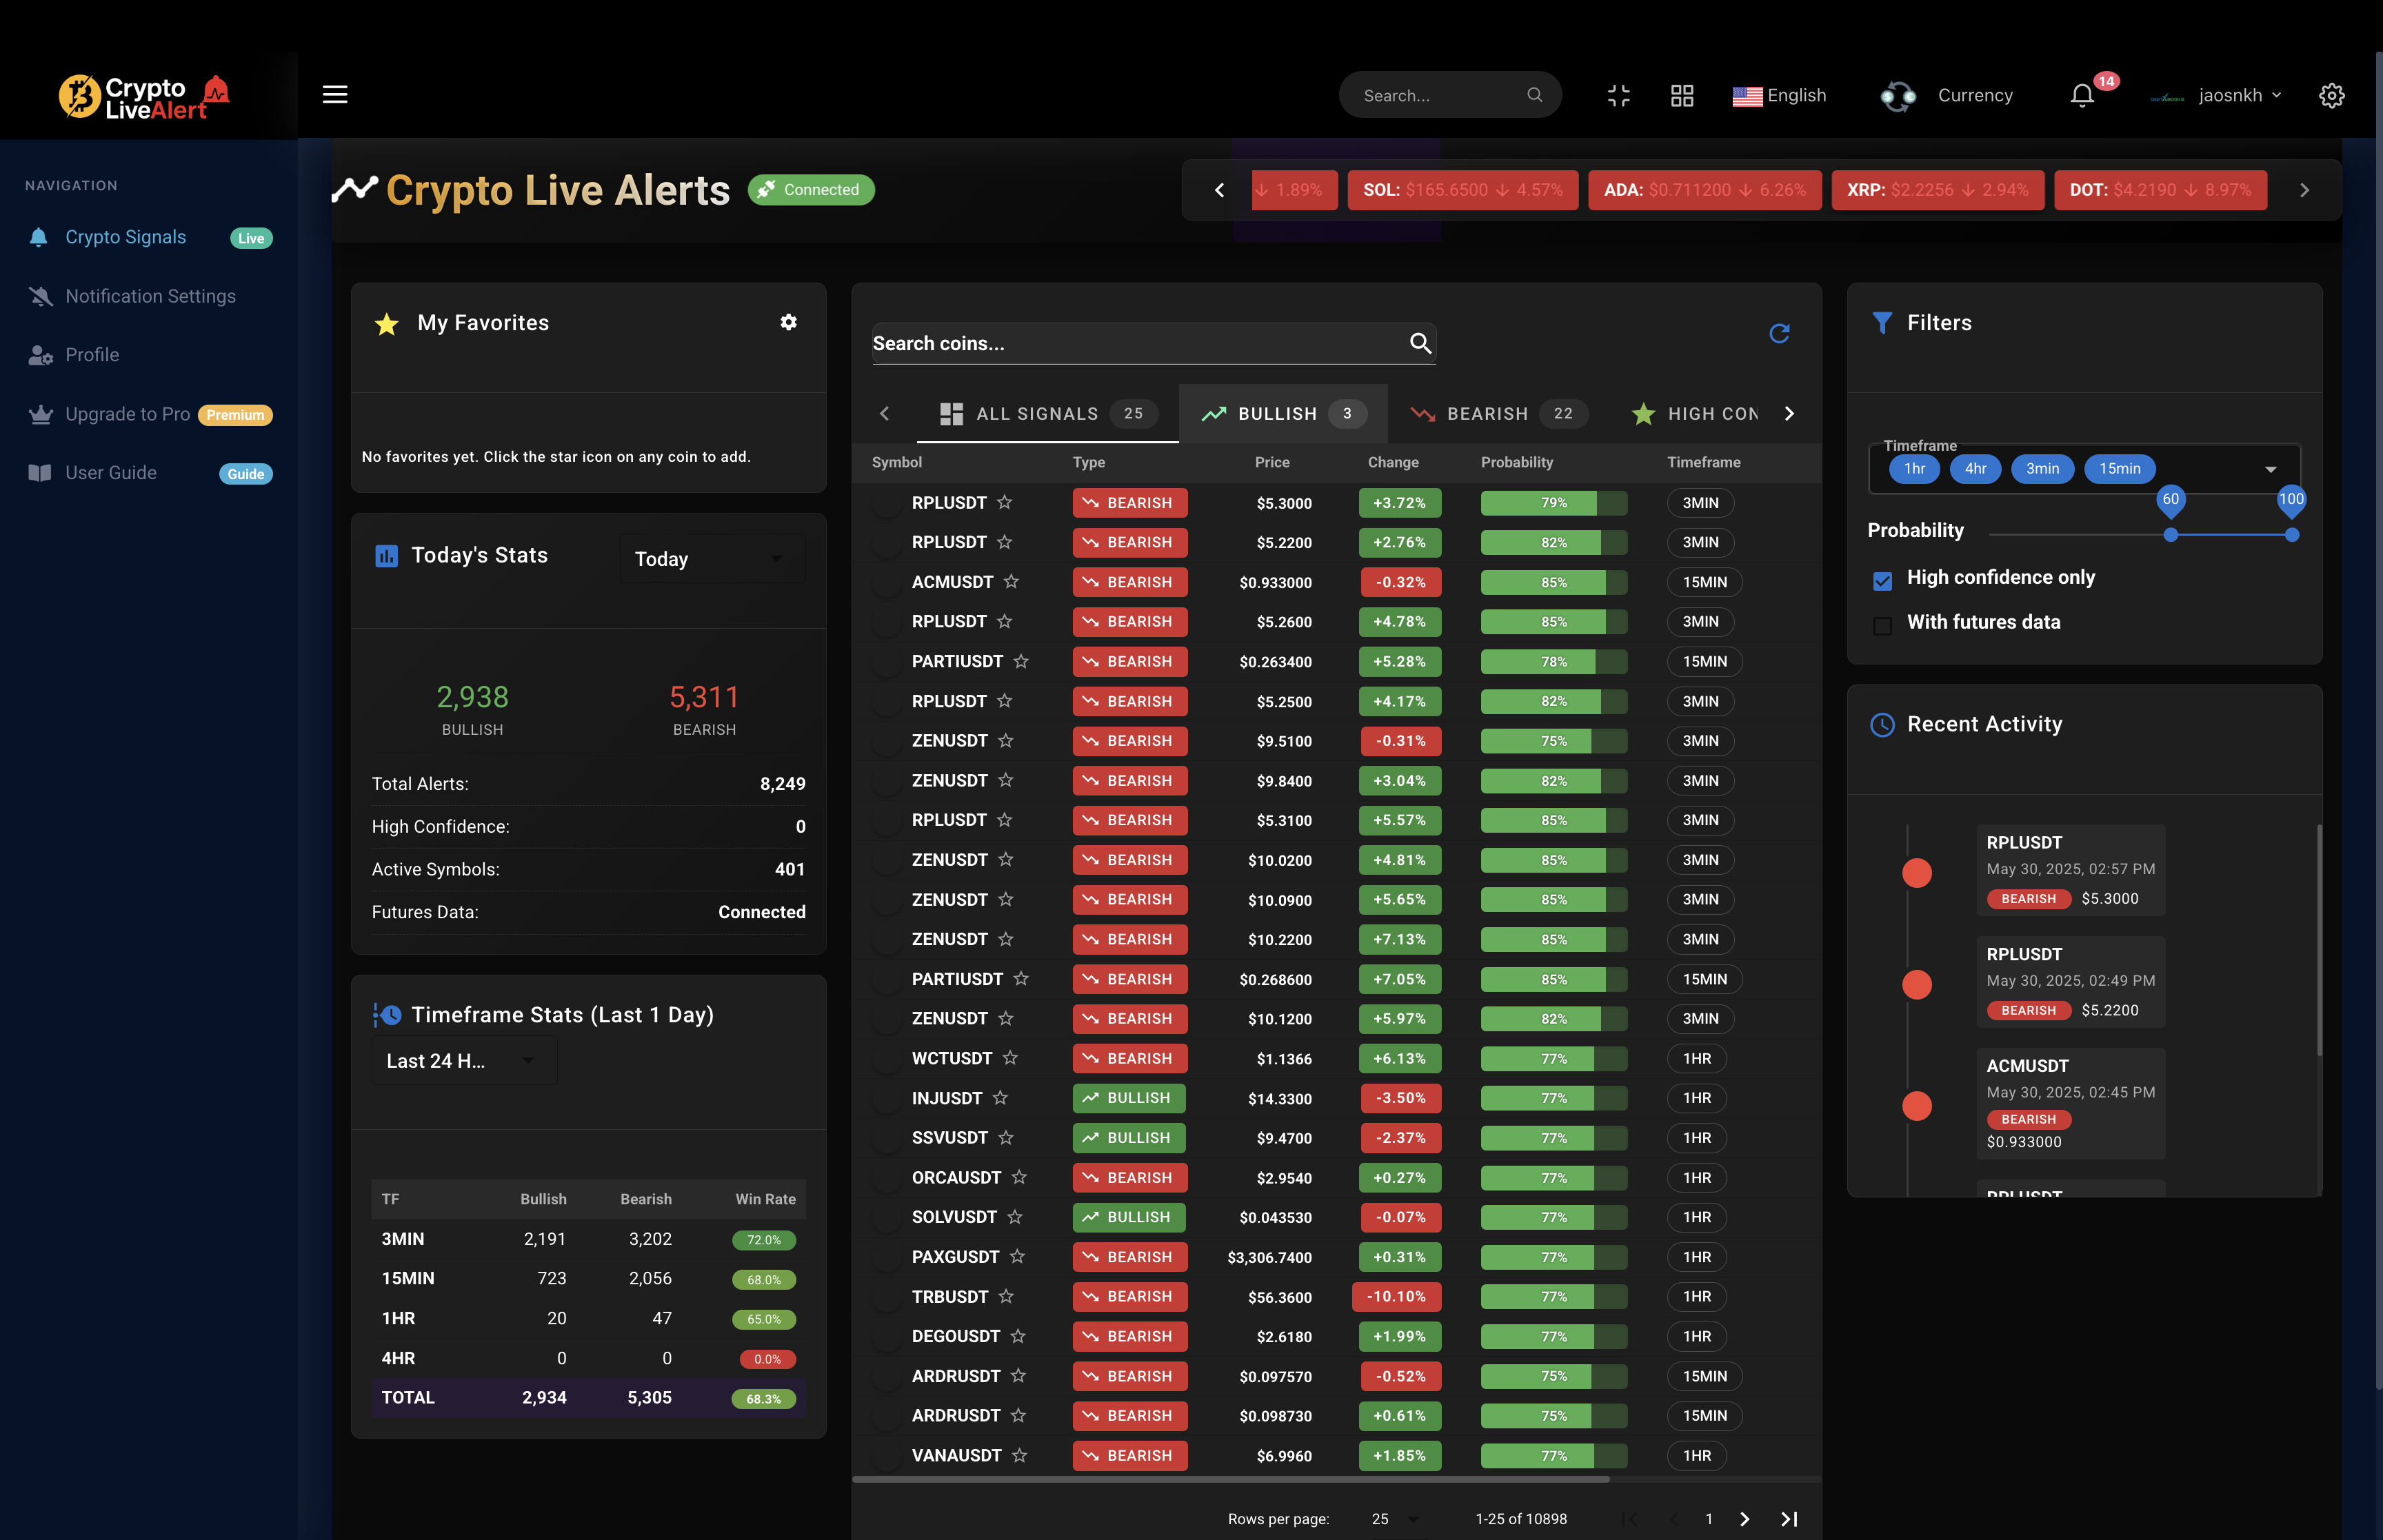 Crypto
LiveAlert
Search...
English
Currency
14
jaosnkh
NAVIGATION
Crypto Signals Live
Notification Settings
Profile
Upgrade to Pro Premium
User Guide Guide
Crypto Live Alerts Connected
1.89% SOL: $165.6500 4.57% ADA: $0.711200 6.26% XRP: $2.2256 2.94% DOT: $4.2190 8.97%
My Favorites
No favorites yet. Click the star icon on any coin to add.
Today's Stats Today
2,938 5,311
BULLISH BEARISH
Total Alerts: 8,249
High Confidence: 0
Active Symbols: 401
Futures Data: Connected
Timeframe Stats (Last 1 Day)
Last 24 H...
TF Bullish Bearish Win Rate
3MIN 2,191 3,202 72.0%
15MIN 723 2,056 68.0%
1HR 20 47 65.0%
4HR 0 0 0.0%
TOTAL 2,934 5,305 68.3%
Search coins...
ALL SIGNALS 25 BULLISH 3 BEARISH 22 HIGH CON
Symbol Type Price Change Probability Timeframe
RPLUSDT BEARISH $5.3000 +3.72% 79% 3MIN
RPLUSDT BEARISH $5.2200 +2.76% 82% 3MIN
ACMUSDT BEARISH $0.933000 -0.32% 85% 15MIN
RPLUSDT BEARISH $5.2600 +4.78% 85% 3MIN
PARTIUSDT BEARISH $0.263400 +5.28% 78% 15MIN
RPLUSDT BEARISH $5.2500 +4.17% 82% 3MIN
ZENUSDT BEARISH $9.5100 -0.31% 75% 3MIN
ZENUSDT BEARISH $9.8400 +3.04% 82% 3MIN
RPLUSDT BEARISH $5.3100 +5.57% 85% 3MIN
ZENUSDT BEARISH $10.0200 +4.81% 85% 3MIN
ZENUSDT BEARISH $10.0900 +5.65% 85% 3MIN
ZENUSDT BEARISH $10.2200 +7.13% 85% 3MIN
PARTIUSDT BEARISH $0.268600 +7.05% 85% 15MIN
ZENUSDT BEARISH $10.1200 +5.97% 82% 3MIN
WCTUSDT BEARISH $1.1366 +6.13% 77% 1HR
INJUSDT BULLISH $14.3300 -3.50% 77% 1HR
SSVUSDT BULLISH $9.4700 -2.37% 77% 1HR
ORCAUSDT BEARISH $2.9540 +0.27% 77% 1HR
SOLVUSDT BULLISH $0.043530 -0.07% 77% 1HR
PAXGUSDT BEARISH $3,306.7400 +0.31% 77% 1HR
TRBUSDT BEARISH $56.3600 -10.10% 77% 1HR
DEGOUSDT BEARISH $2.6180 +1.99% 77% 1HR
ARDRUSDT BEARISH $0.097570 -0.52% 75% 15MIN
ARDRUSDT BEARISH $0.098730 +0.61% 75% 15MIN
VANAUSDT BEARISH $6.9960 +1.85% 77% 1HR
Rows per page: 25 1-25 of 10898 1
Filters
Timeframe
1hr 4hr 3min 15min
60 100
Probability
High confidence only
With futures data
Recent Activity
RPLUSDT
May 30, 2025, 02:57 PM
BEARISH $5.3000
RPLUSDT
May 30, 2025, 02:49 PM
BEARISH $5.2200
ACMUSDT
May 30, 2025, 02:45 PM
BEARISH
$0.933000
RPLUSDT